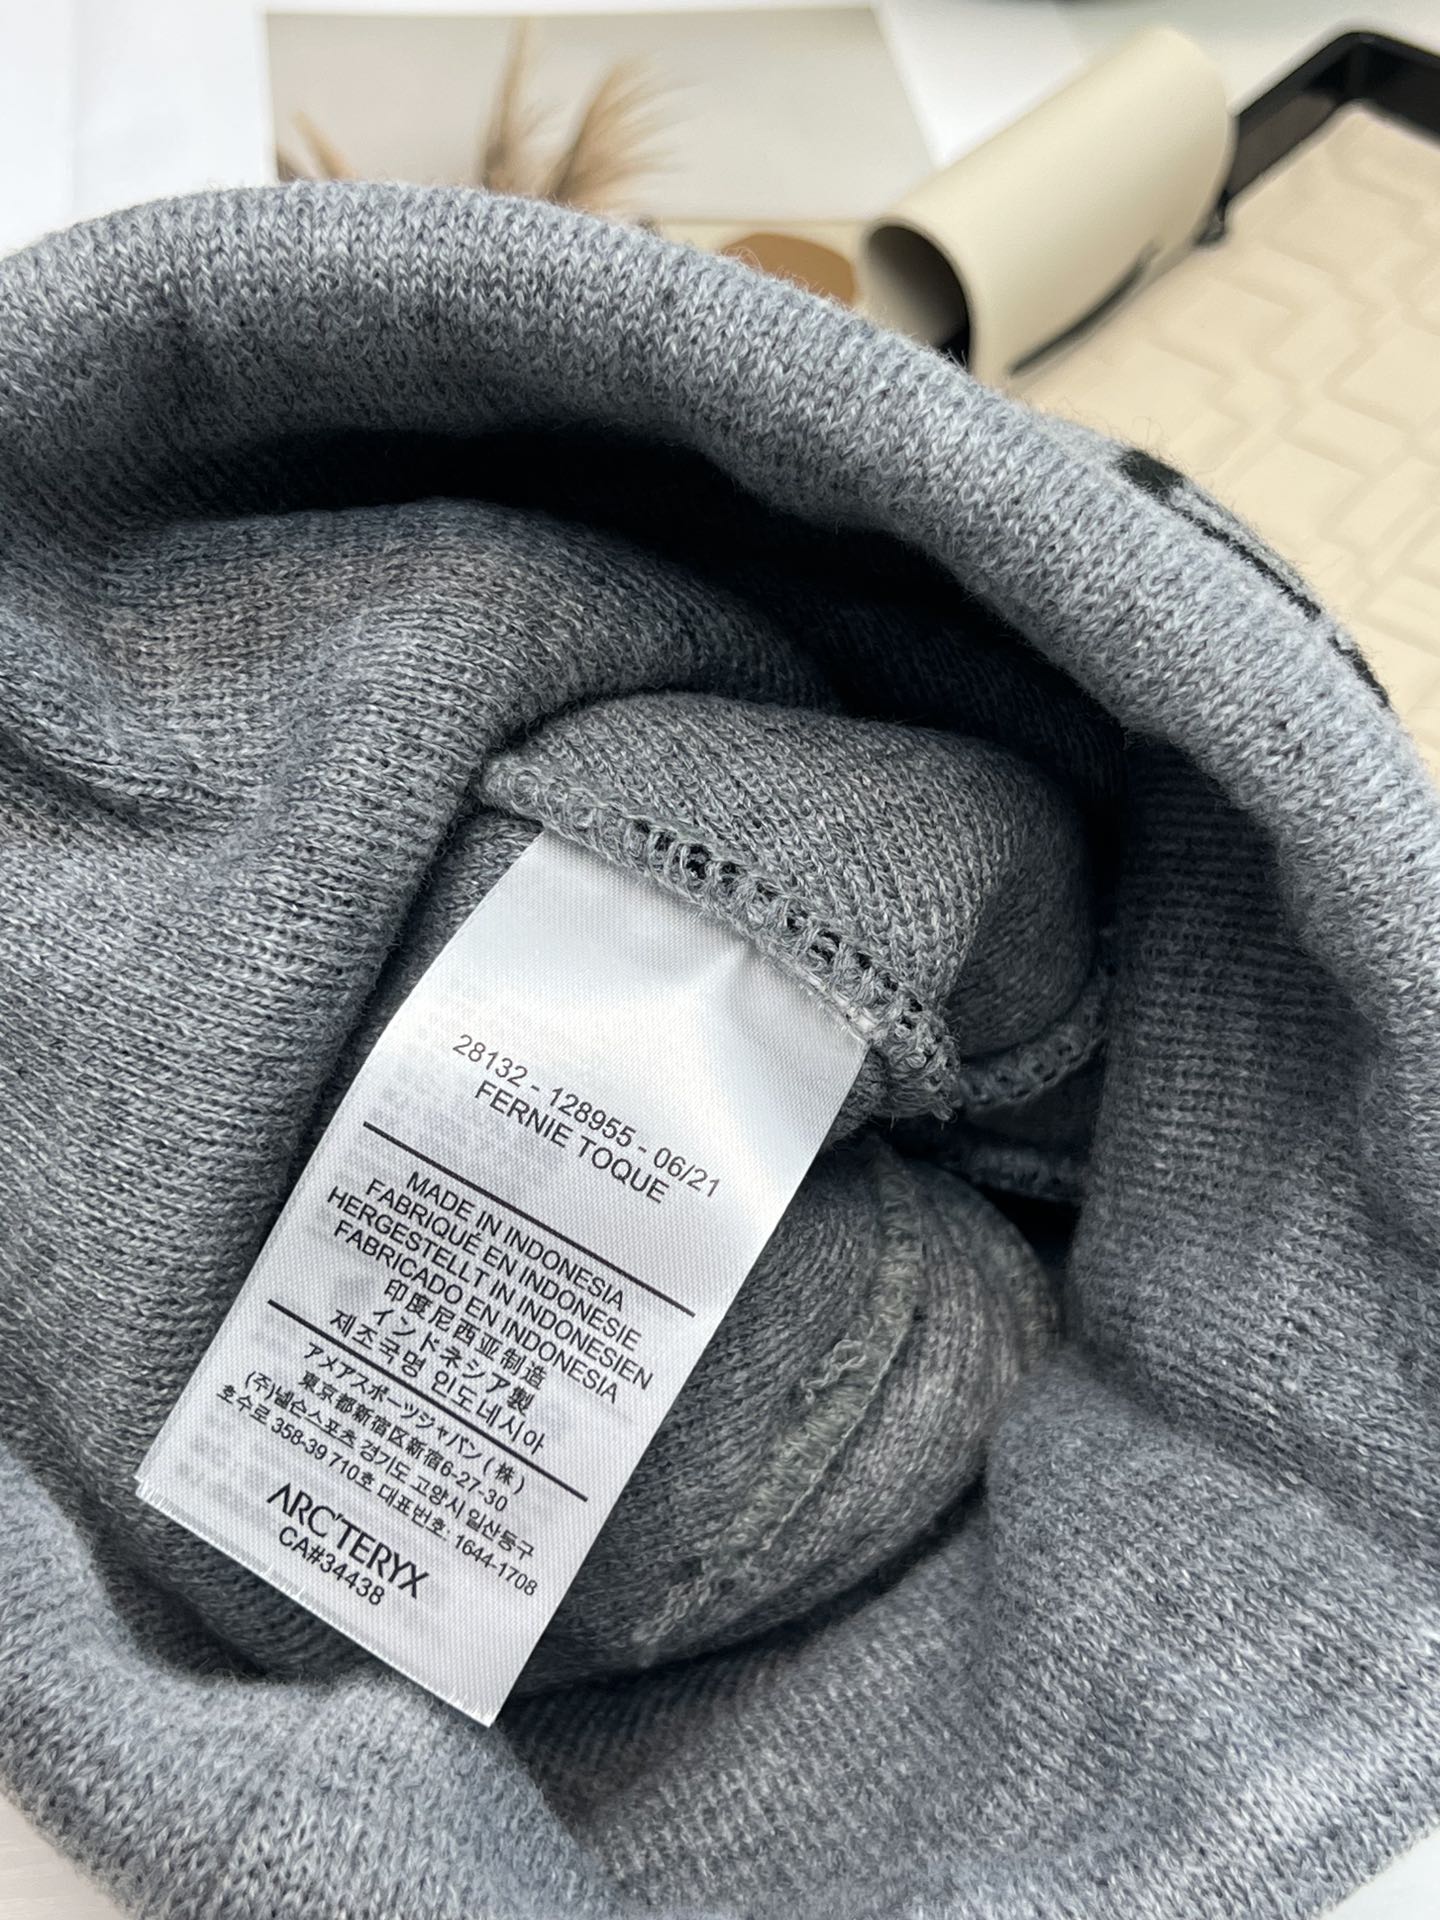 28132 - 128955 - 06/21
FERNIE TOQUE
MADE IN INDONESIA
FABRIQUÉ EN INDONESIE
HERGESTELLT IN INDONESIEN
FABRICADO EN INDONESIA
印度尼西亚制造
インドネシア製
제조국명 인도네시아
アメアスポーツジャパン(株)
東京都新宿区新宿6-27-30
(주)넬슨스포츠 경기도 고양시 일산동구
호수로 358-39 710호 대표번호: 1644-1708
ARC'TERYX
CA#34438